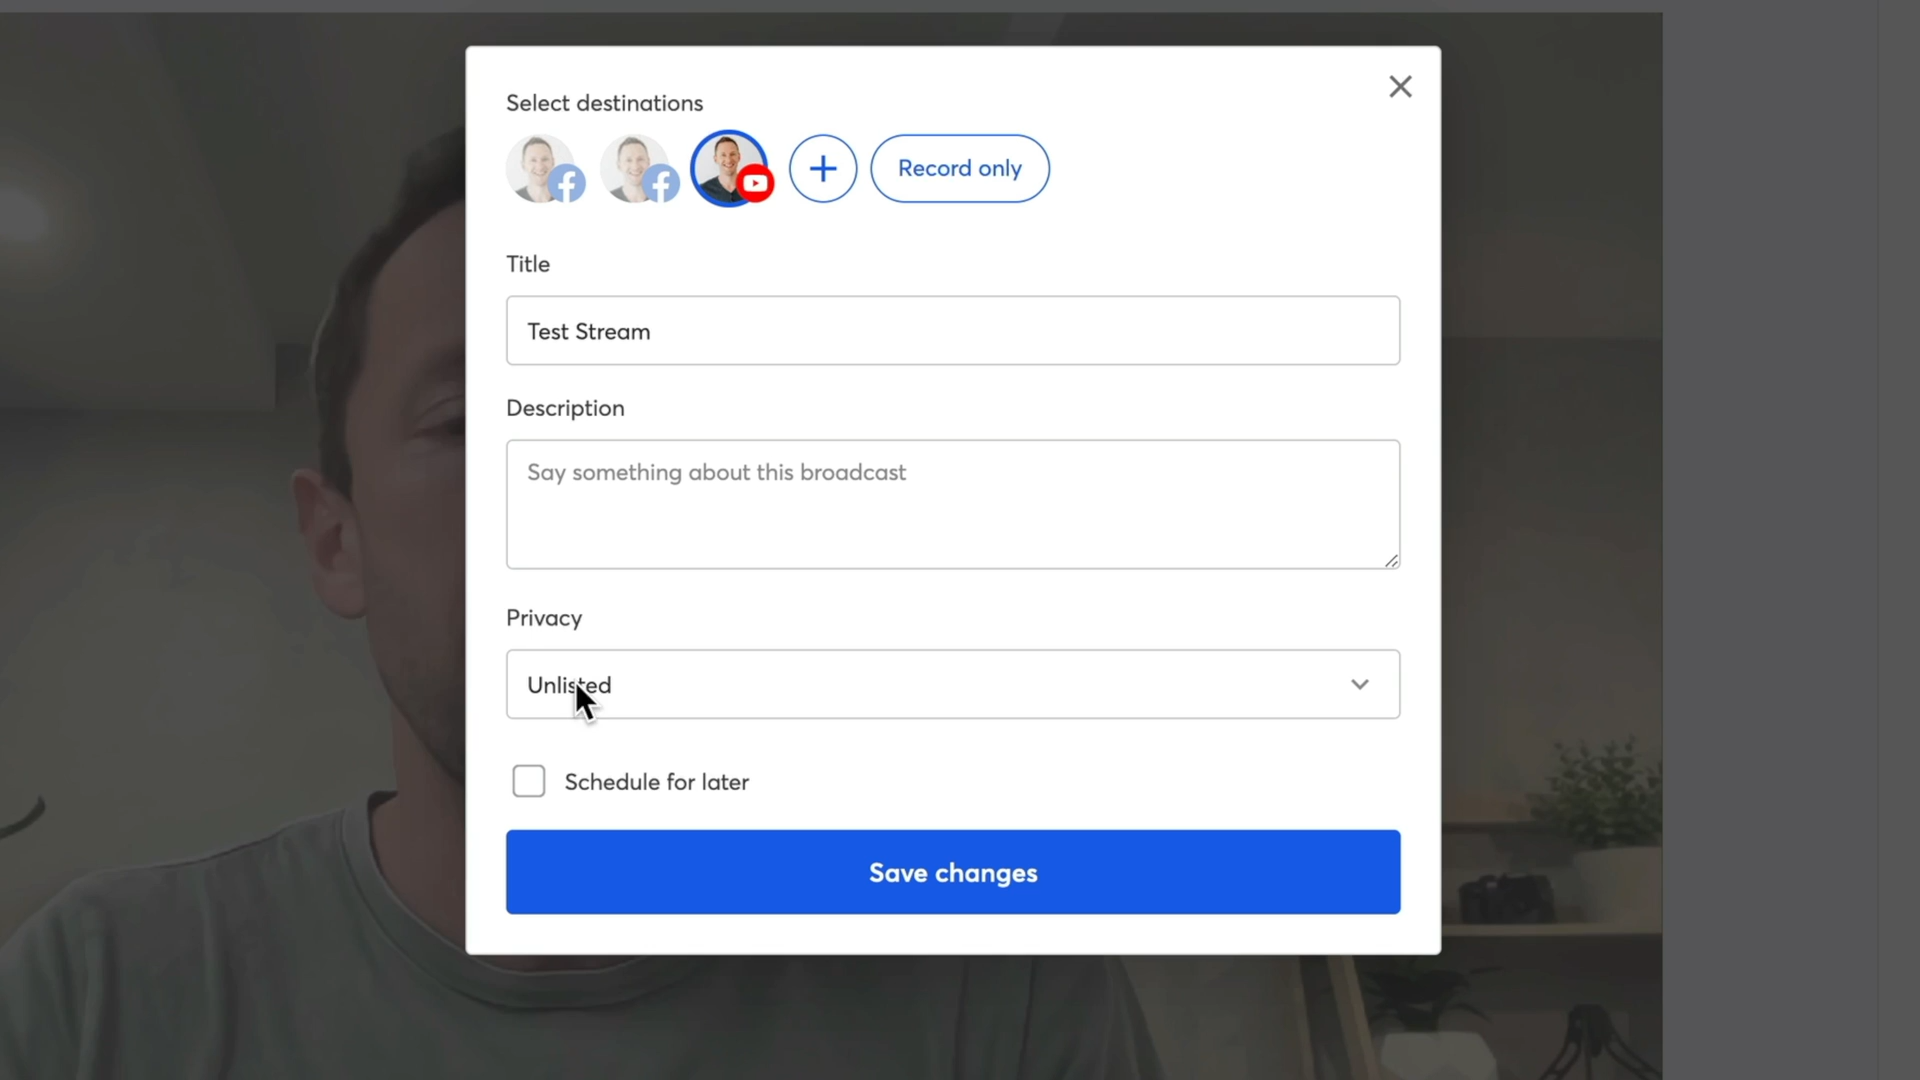 Select destinations
Record only
Title
Test Stream
Description
Say something about this broadcast
Privacy
Unlisted
Schedule for later
Save changes